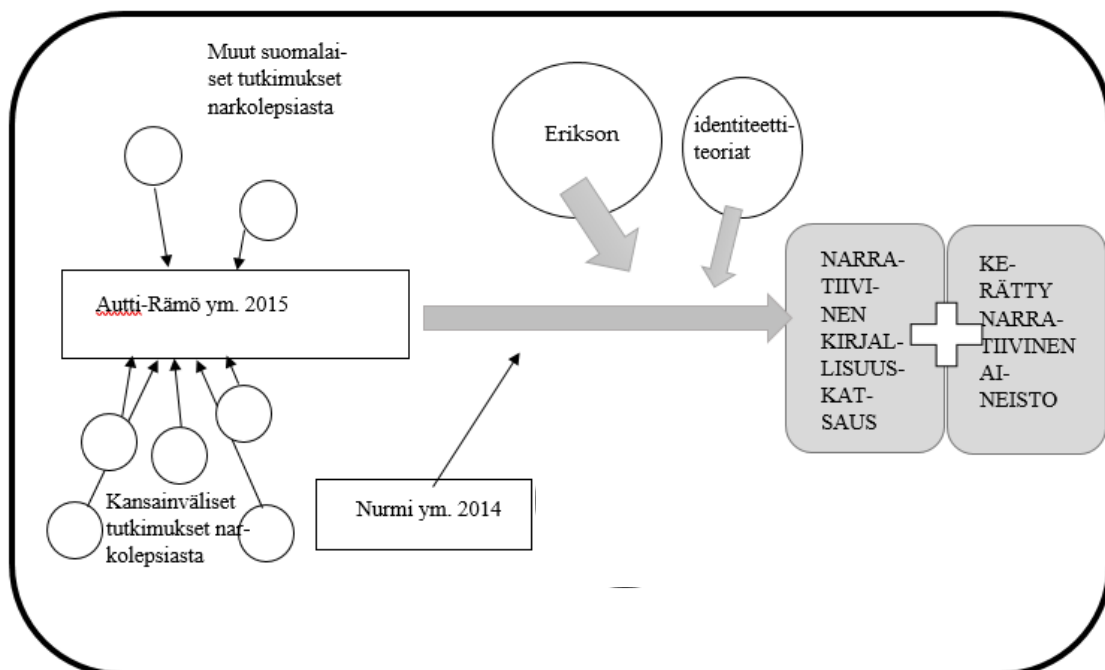 Muut suomalai-
set tutkimukset
narkolepsiasta
Erikson
identiteetti-
teoriat
Autti-Rämö ym. 2015
NARRA-
TIIVI-
NEN
KIRJAL-
LISUUS-
KAT-
SAUS
KE-
RÄTTY
NARRA-
TIIVINEN
AI-
NEISTO
Kansainväliset
tutkimukset nar-
kolepsiasta
Nurmi ym. 2014